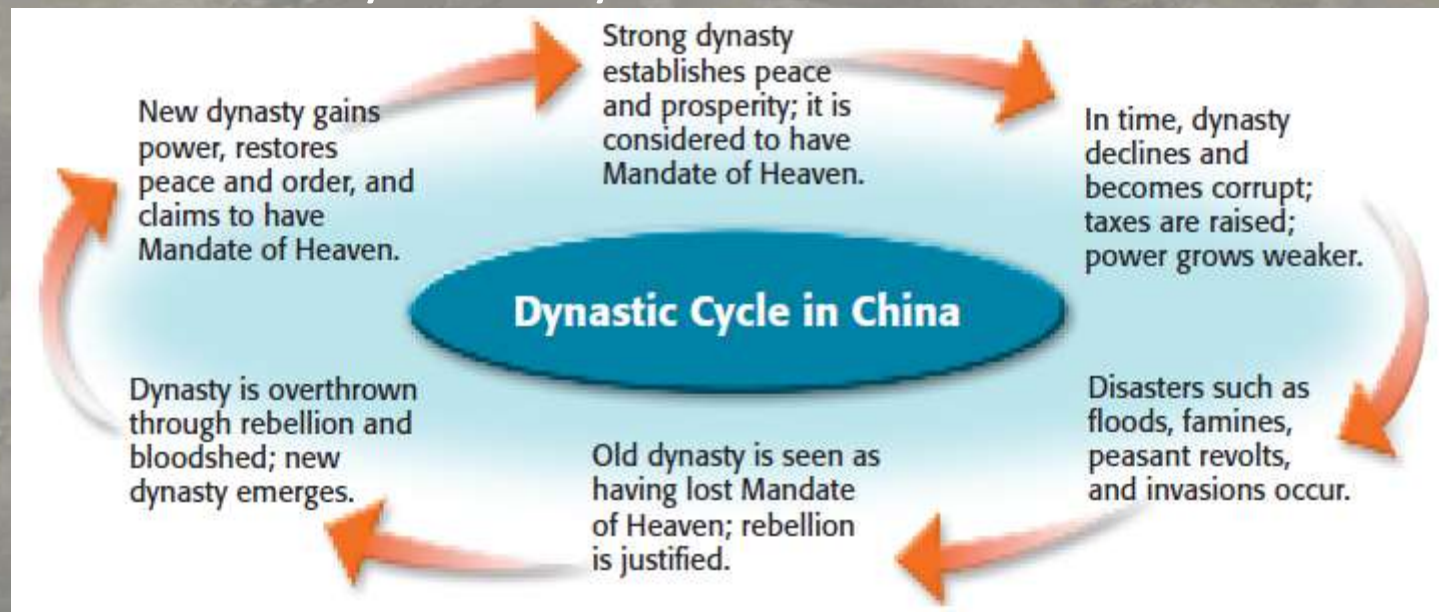 Strong dynasty
establishes peace
and prosperity; it is
considered to have
Mandate of Heaven.
In time, dynasty
declines and
becomes corrupt;
taxes are raised;
power grows weaker.
Disasters such as
floods, famines,
peasant revolts,
and invasions occur.
Old dynasty is seen as
having lost Mandate
of Heaven; rebellion
is justified.
Dynasty is overthrown
through rebellion and
bloodshed; new
dynasty emerges.
New dynasty gains
power, restores
peace and order, and
claims to have
Mandate of Heaven.
Dynastic Cycle in China